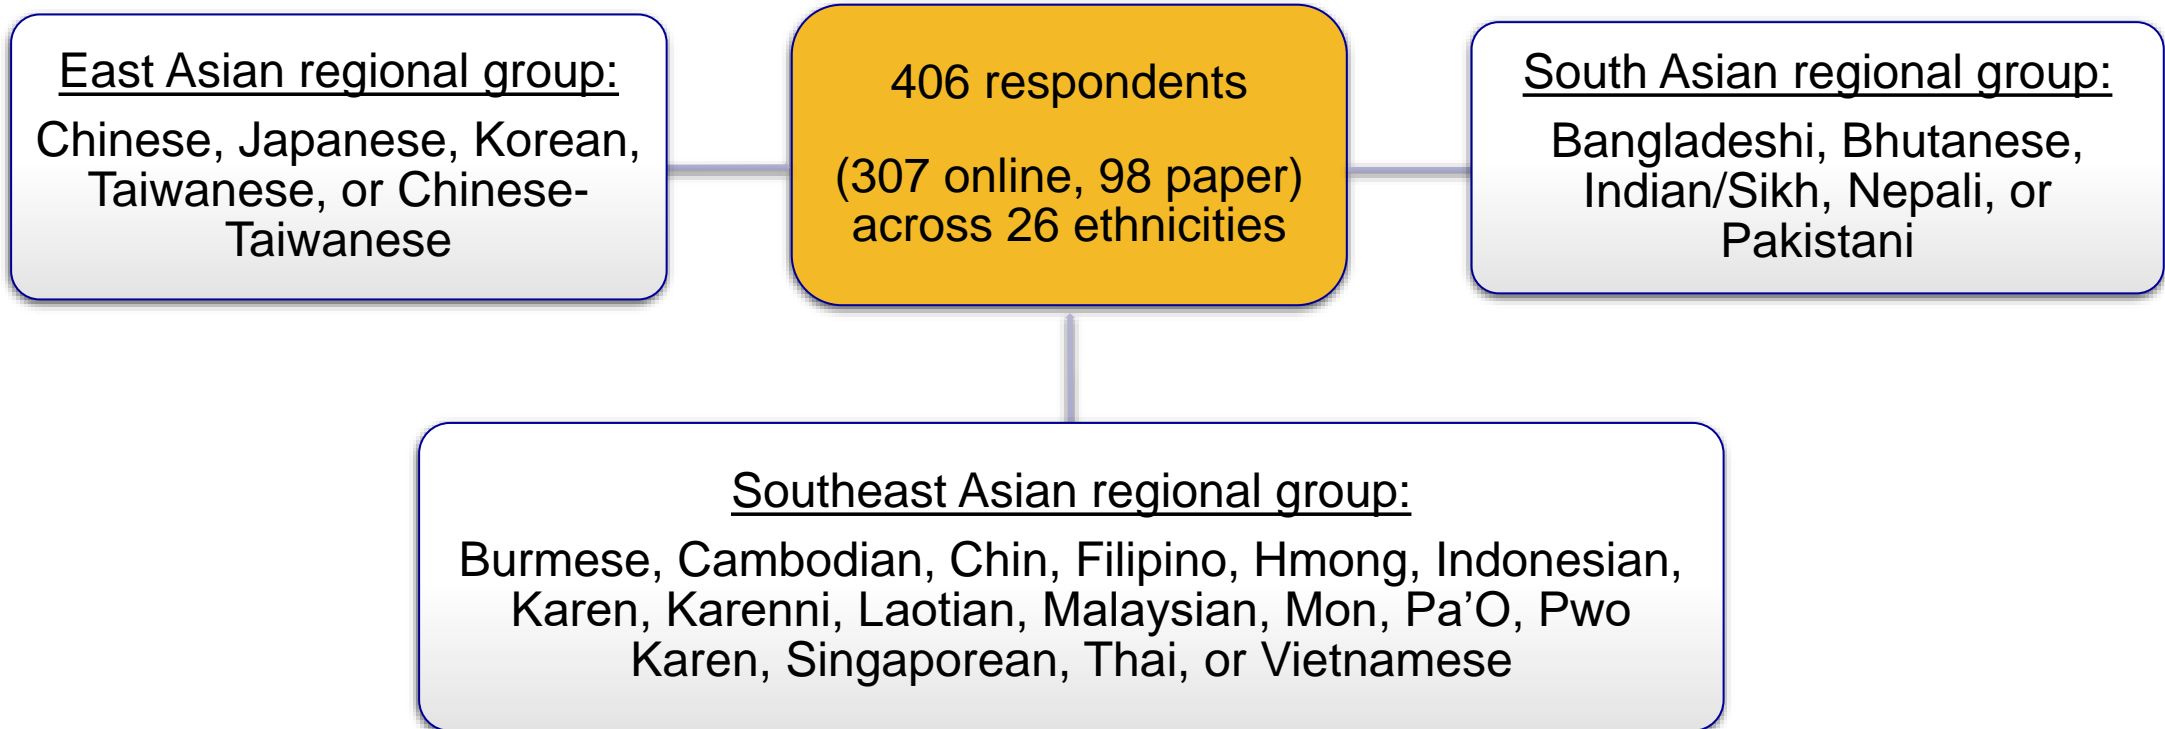 East Asian regional group:
Chinese, Japanese, Korean,
Taiwanese, or Chinese-
Taiwanese
406 respondents
(307 online, 98 paper)
across 26 ethnicities
South Asian regional group:
Bangladeshi, Bhutanese,
Indian/Sikh, Nepali, or
Pakistani
Southeast Asian regional group:
Burmese, Cambodian, Chin, Filipino, Hmong, Indonesian,
Karen, Karenni, Laotian, Malaysian, Mon, Pa’O, Pwo
Karen, Singaporean, Thai, or Vietnamese